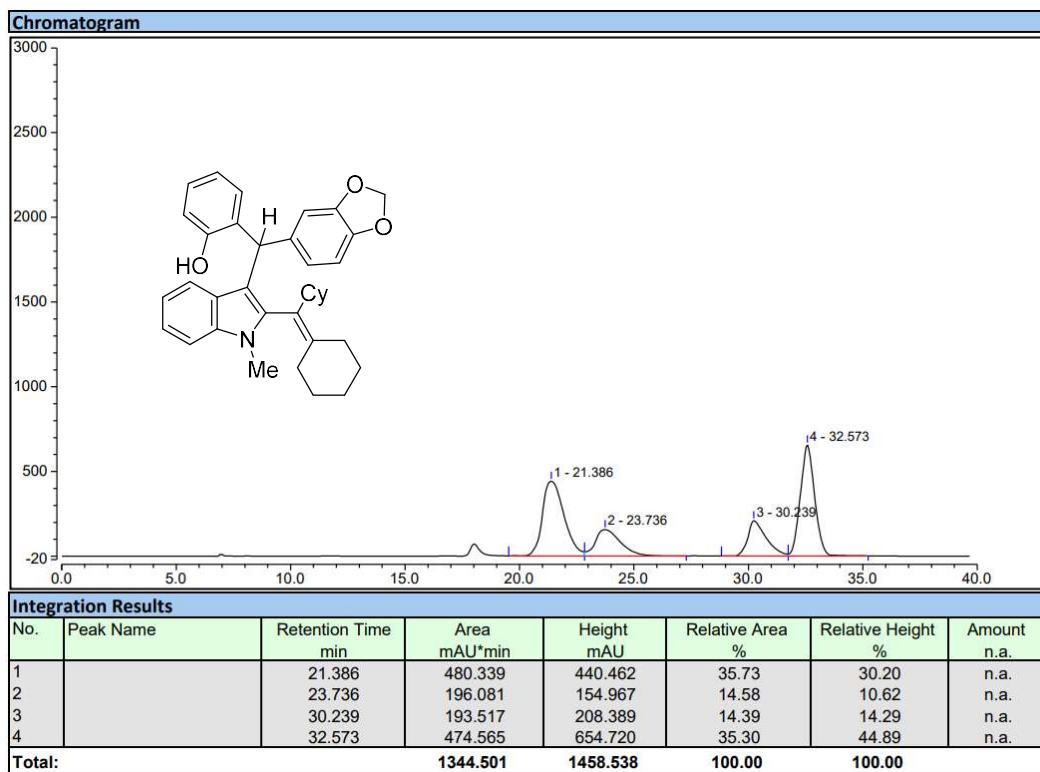 Chromatogram
3000
2500
2000
1500
1000
500
-20
O
O
H
HO
Cy
N
Me
1 - 21.386
2 - 23.736
3 - 30.239
4 - 32.573
0.0 5.0 10.0 15.0 20.0 25.0 30.0 35.0 40.0
Integration Results
No. Peak Name Retention Time Area Height Relative Area Relative Height Amount
min mAU*min mAU % % n.a.
1 21.386 480.339 440.462 35.73 30.20 n.a.
2 23.736 196.081 154.967 14.58 10.62 n.a.
3 30.239 193.517 208.389 14.39 14.29 n.a.
4 32.573 474.565 654.720 35.30 44.89 n.a.
Total: 1344.501 1458.538 100.00 100.00